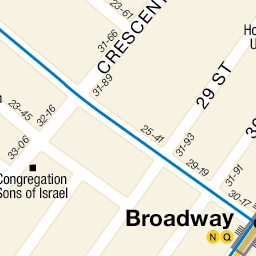 23-61
Ho
U
31-66
CRESCENT
31-89
29 ST
23-45
32-16
25-41
31-93
30
33-06
29-19
31-91
30-17
Congregation
Sons of Israel
Broadway
N Q